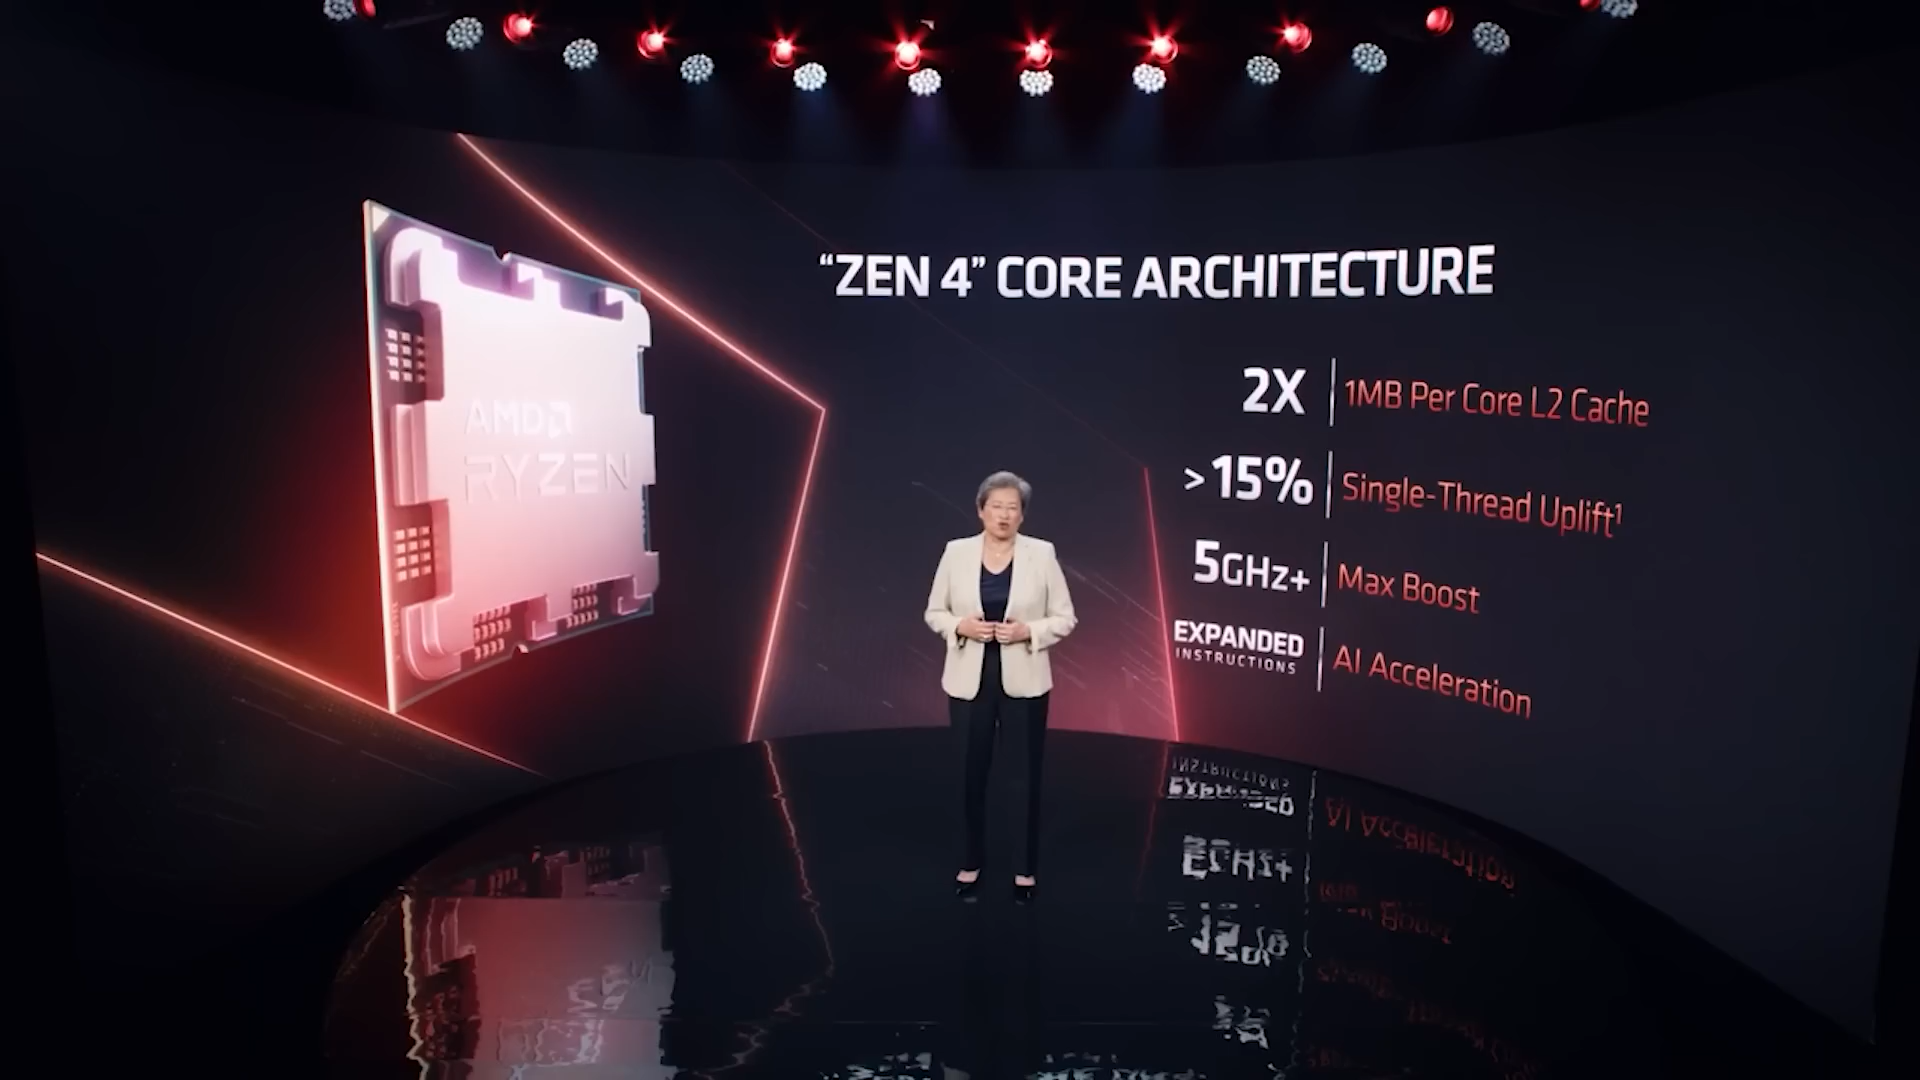 AMD
RYZEN
“ZEN 4” CORE ARCHITECTURE
2X 1MB Per Core L2 Cache
>15% Single-Thread Uplift¹
5GHz+ Max Boost
EXPANDED
INSTRUCTIONS
AI Acceleration